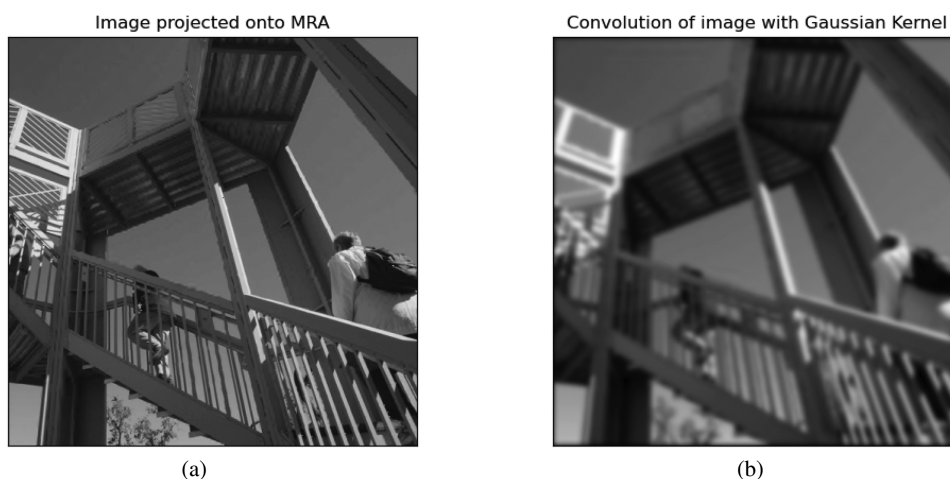 Image projected onto MRA
Convolution of image with Gaussian Kernel
(a)
(b)